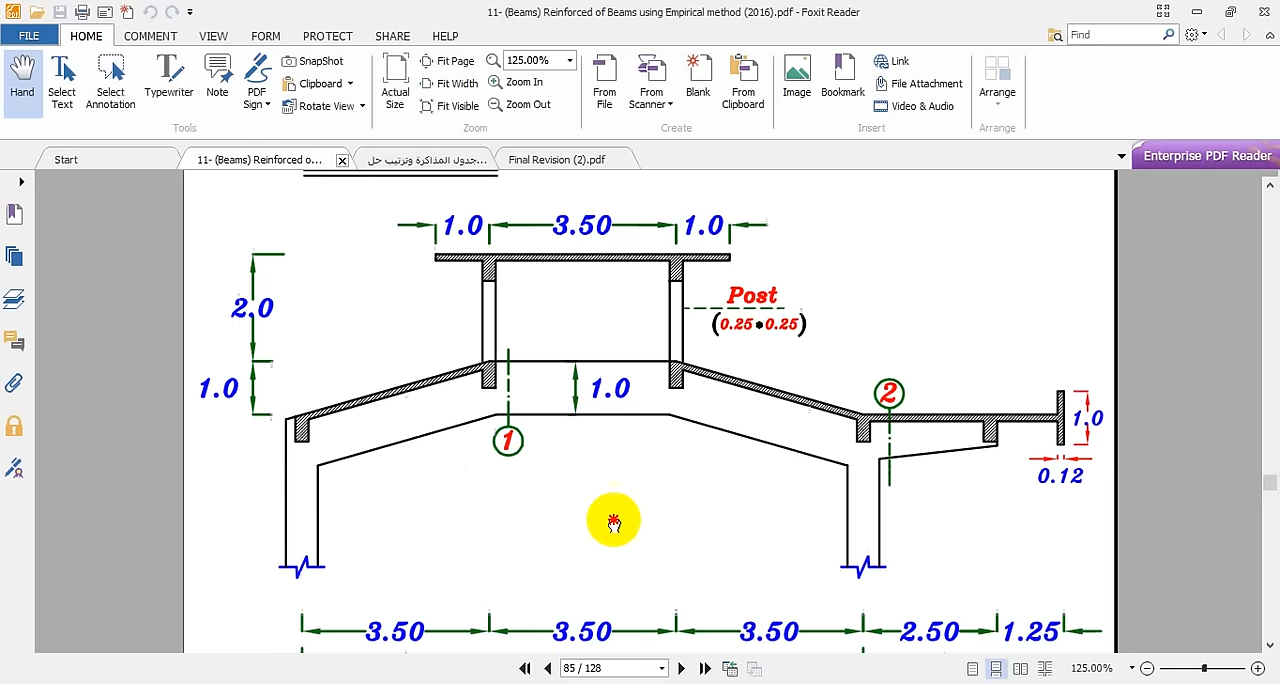 11- (Beams) Reinforced of Beams using Empirical method (2016).pdf - Foxit Reader
FILE HOME COMMENT VIEW FORM PROTECT SHARE HELP
Find
Hand
Select Text
Select Annotation
Typewriter
Note
PDF Sign
SnapShot
Clipboard
Rotate View
Tools
Actual Size
Fit Page
Fit Width
Fit Visible
125.00%
Zoom In
Zoom Out
Zoom
From File
From Scanner
Blank
From Clipboard
Create
Image
Bookmark
Link
File Attachment
Video & Audio
Insert
Arrange
Arrange
Start
11- (Beams) Reinforced o...
جدول المذاكرة وترتيب حل...
Final Revision (2).pdf
Enterprise PDF Reader
1.0 3.50 1.0
2.0
Post
(0.25*0.25)
1.0
1.0
2
1.0
1
0.12
3.50 3.50 3.50 2.50 1.25
85 / 128
125.00%